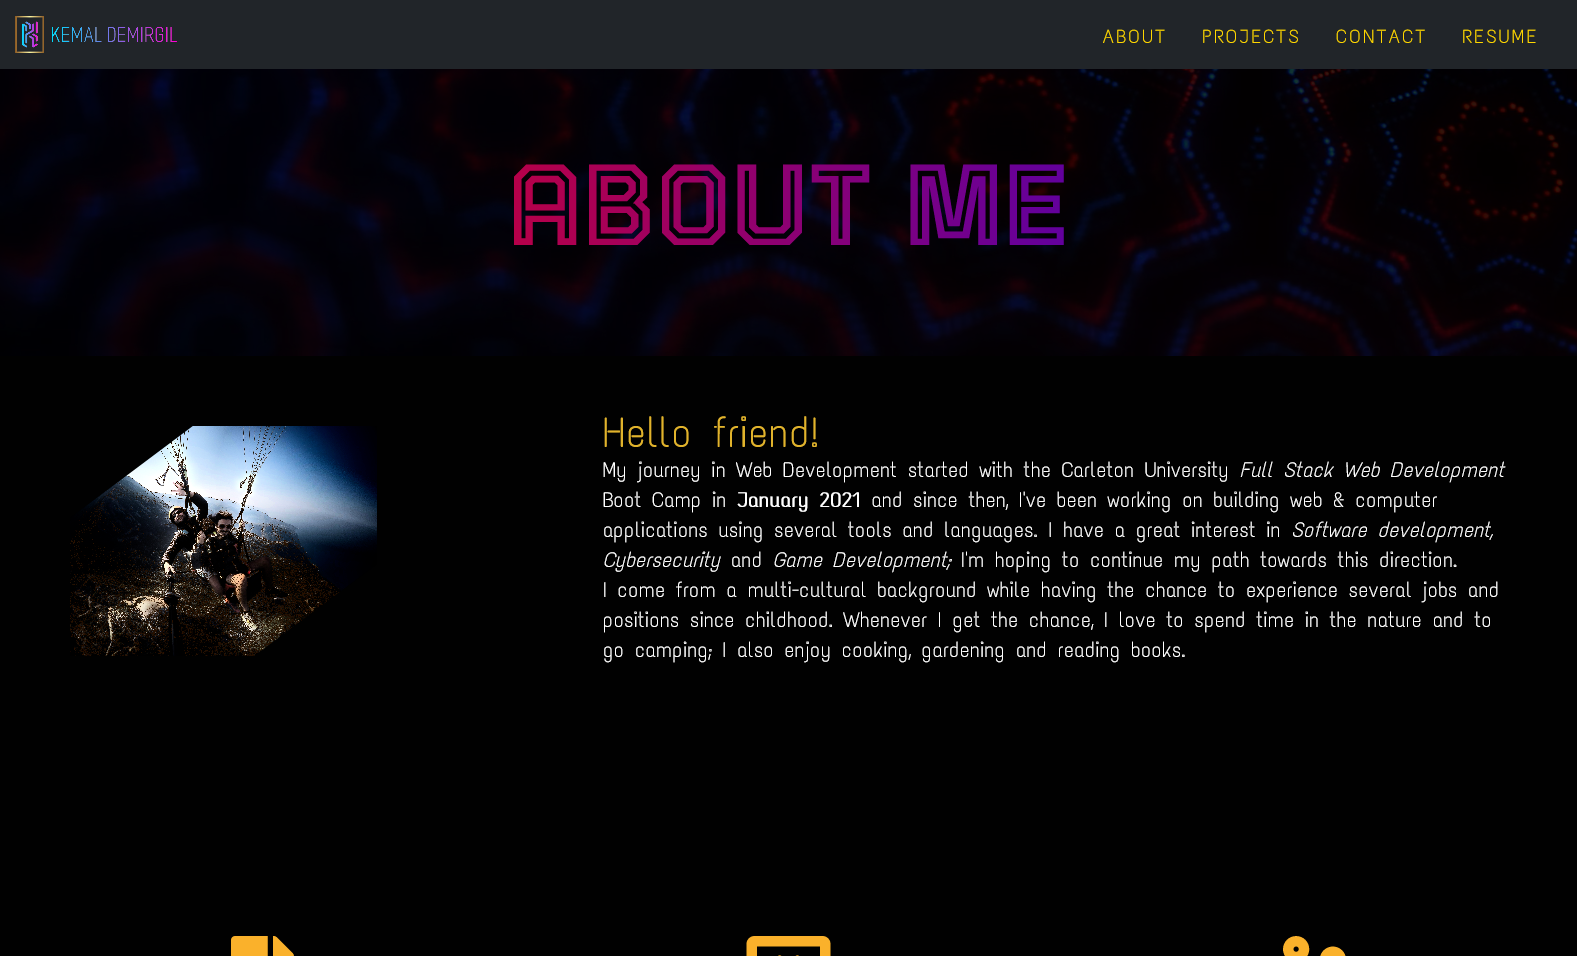 KEMAL DEMIRGIL
ABOUT PROJECTS CONTACT RESUME
ABOUT ME
Hello friend!
My journey in Web Development started with the Carleton University Full Stack Web Development
Boot Camp in January 2021 and since then, I've been working on building web & computer
applications using several tools and languages. I have a great interest in Software development,
Cybersecurity and Game Development; I'm hoping to continue my path towards this direction.
I come from a multi-cultural background while having the chance to experience several jobs and
positions since childhood. Whenever I get the chance, I love to spend time in the nature and to
go camping; I also enjoy cooking, gardening and reading books.